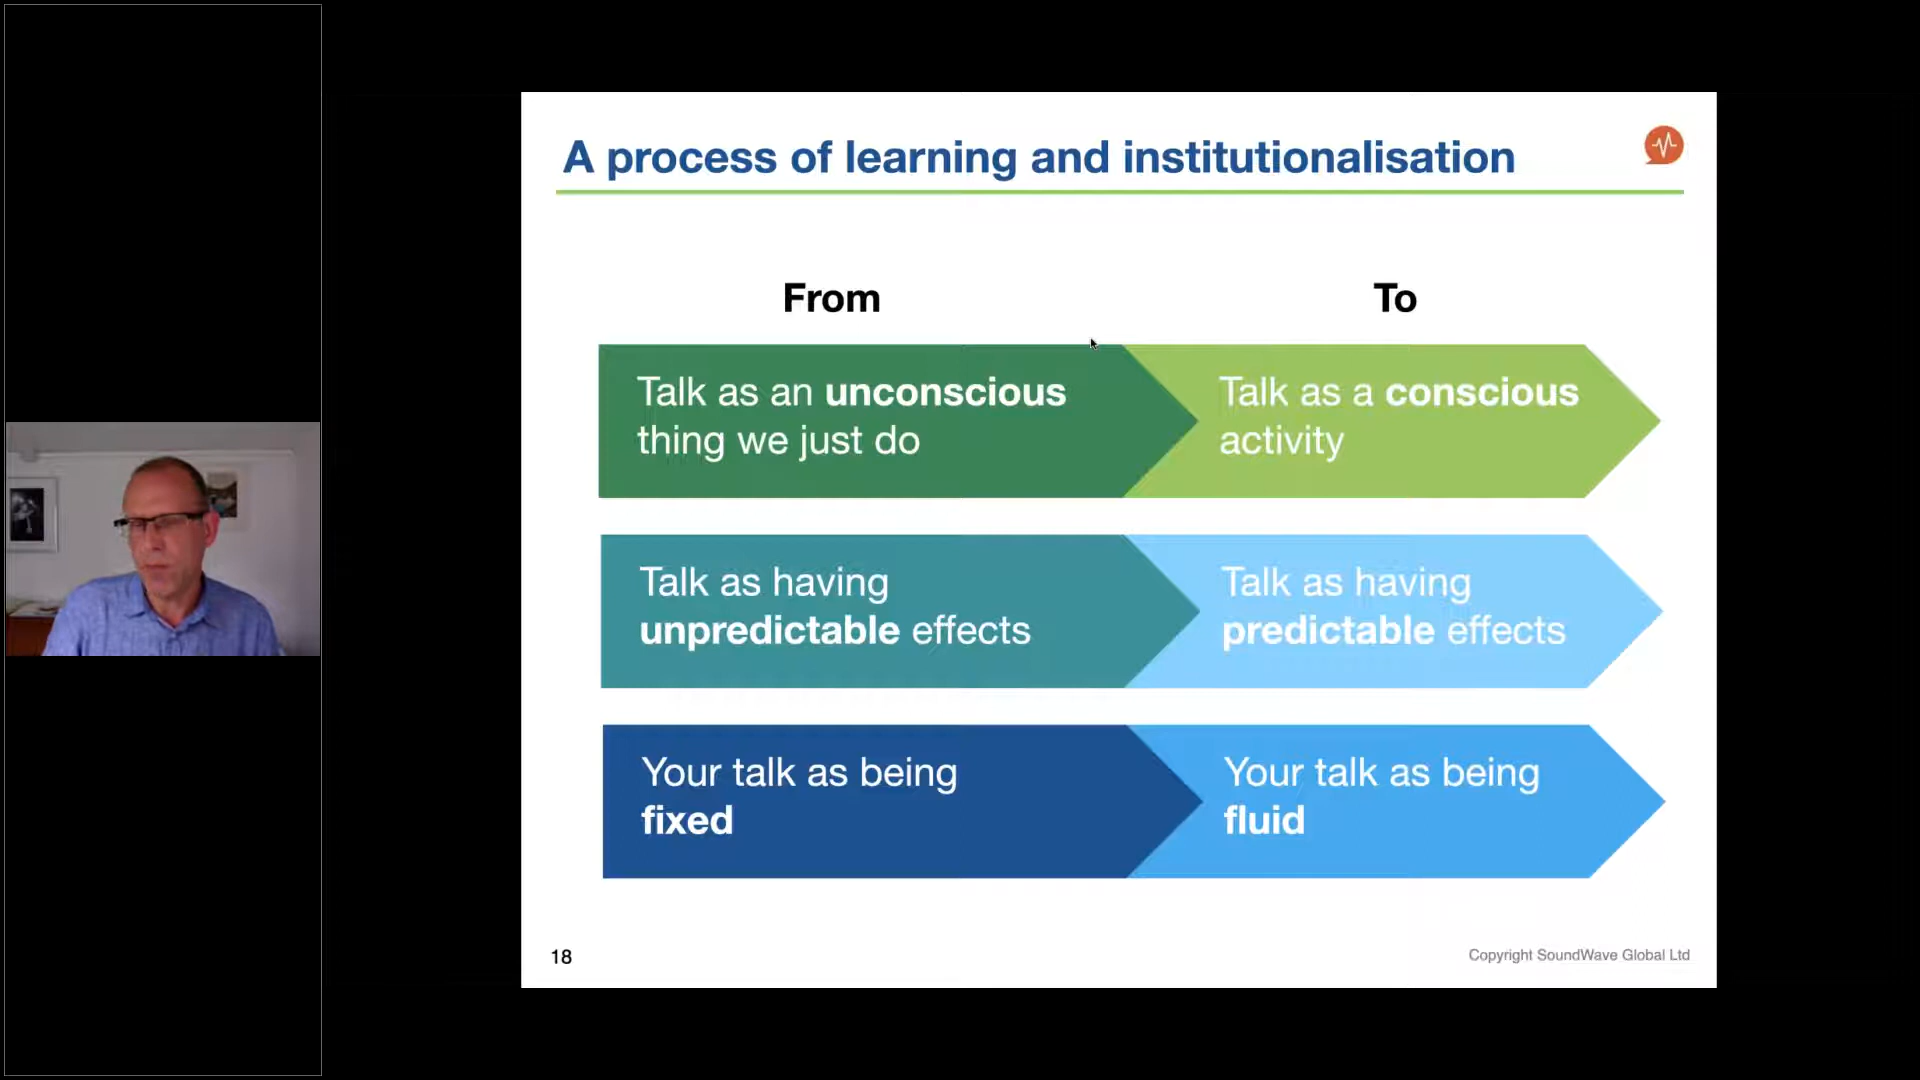 A process of learning and institutionalisation
From
To
Talk as an unconscious
thing we just do
Talk as a conscious
activity
Talk as having
unpredictable effects
Talk as having
predictable effects
Your talk as being
fixed
Your talk as being
fluid
18
Copyright SoundWave Global Ltd